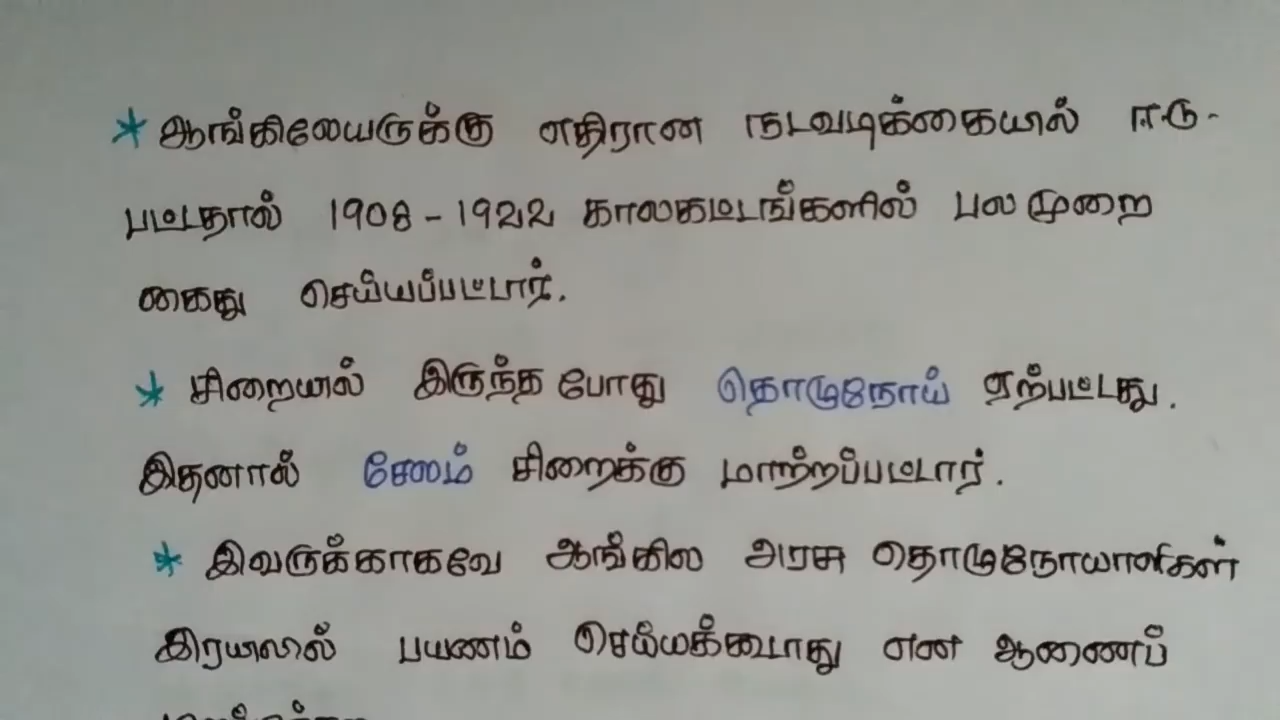 * ஆங்கிலேயருக்கு எதிரான நடவடிக்கையில் ஈடு-
பட்டதால் 1908 - 1922 காலகட்டங்களில் பலமுறை
கைது செய்யப்பட்டார்.
* சிறையில் இருந்த போது தொழுநோய் ஏற்பட்டது.
இதனால் சேலம் சிறைக்கு மாற்றப்பட்டார்.
* இவருக்காகவே ஆங்கில அரசு தொழுநோயாளிகள்
இரயிலில் பயணம் செய்யக்கூடாது என ஆணைப்